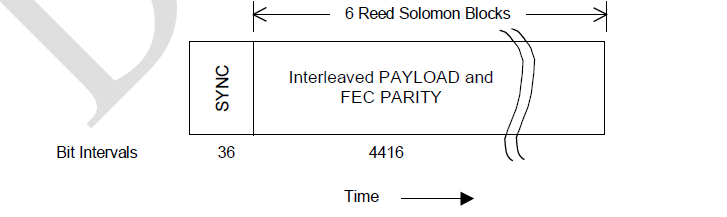 6 Reed Solomon Blocks
SYNC
Interleaved PAYLOAD and
FEC PARITY
Bit Intervals 36 4416
Time